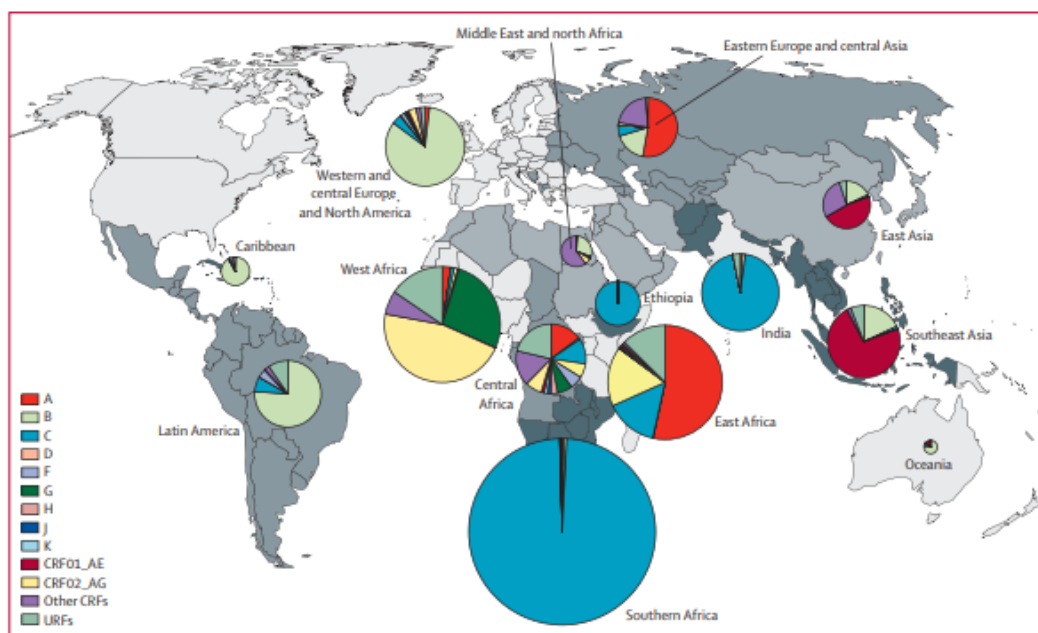 Middle East and north Africa
Eastern Europe and central Asia
Western and
central Europe
and North America
East Asia
Caribbean
West Africa
Ethiopia
India
Southeast Asia
Central
Africa
East Africa
Latin America
Oceania
Southern Africa
A
B
C
D
F
G
H
J
K
CRF01_AE
CRF02_AG
Other CRFs
URFs